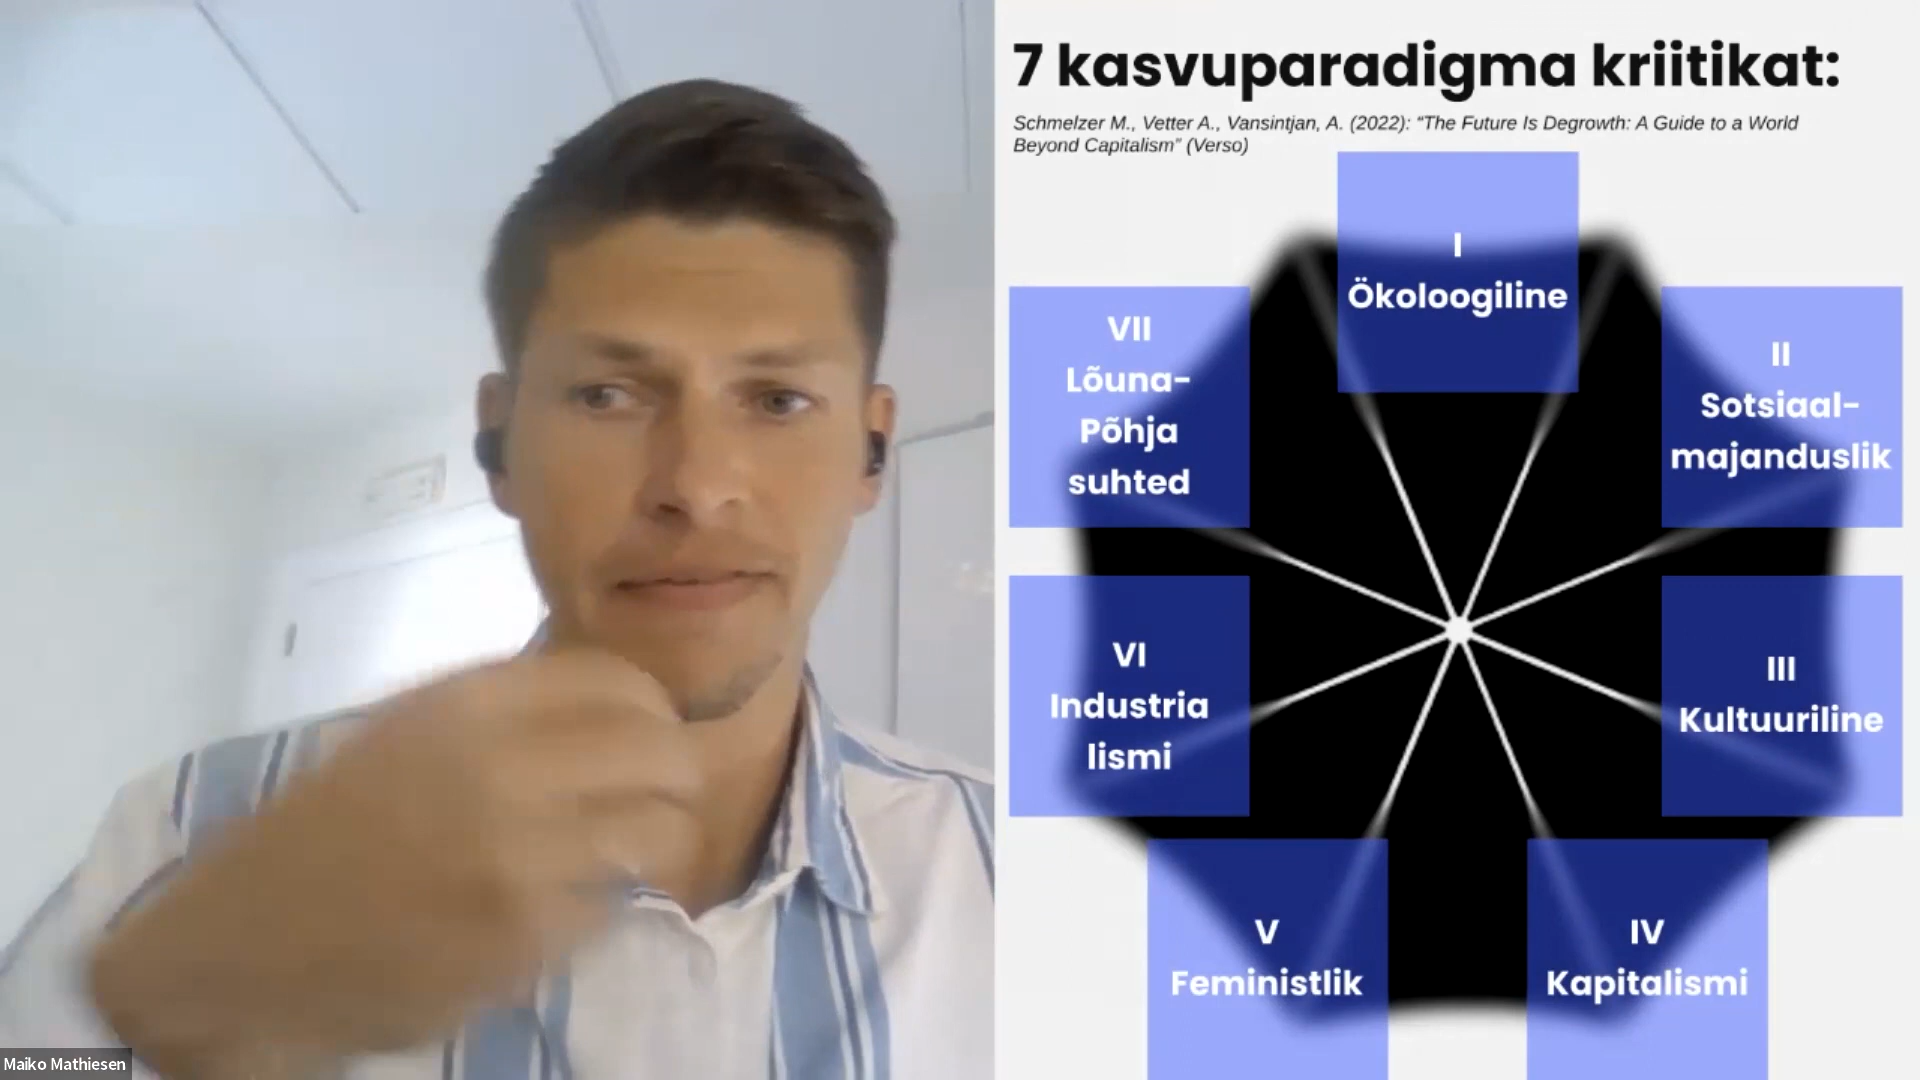 7 kasvuparadigma kriitikat:
Schmelzer M., Vetter A., Vansintjan, A. (2022): “The Future Is Degrowth: A Guide to a World
Beyond Capitalism” (Verso)
I
Ökoloogiline
II
Sotsiaal-
majanduslik
III
Kultuuriline
IV
Kapitalismi
V
Feministlik
VI
Industria
lismi
VII
Lõuna-
Põhja
suhted
Maiko Mathiesen